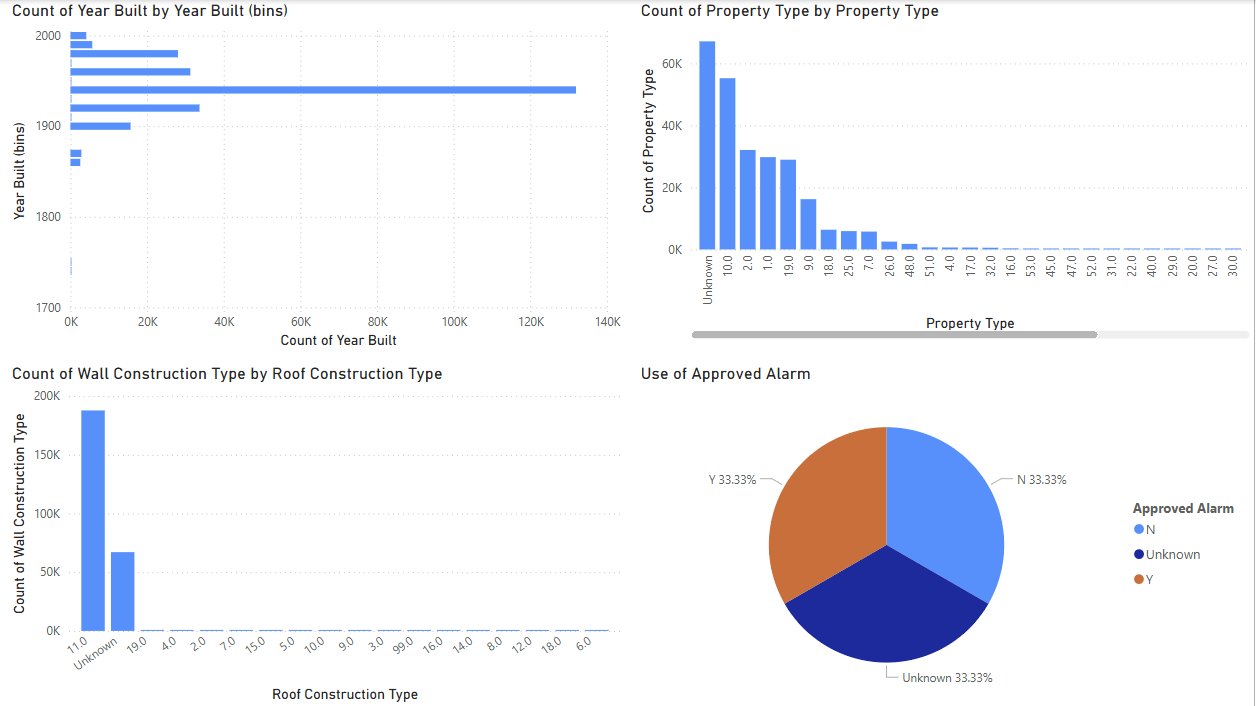 Count of Year Built by Year Built (bins)
2000
1900
1800
1700
Year Built (bins)
0K 20K 40K 60K 80K 100K 120K 140K
Count of Year Built
Count of Property Type by Property Type
60K
40K
20K
0K
Count of Property Type
Unknown 10.0 2.0 1.0 19.0 9.0 18.0 25.0 7.0 26.0 48.0 51.0 4.0 17.0 32.0 16.0 53.0 45.0 47.0 52.0 31.0 22.0 40.0 29.0 20.0 27.0 30.0
Property Type
Count of Wall Construction Type by Roof Construction Type
200K
150K
100K
50K
0K
Count of Wall Construction Type
11.0 Unknown 19.0 4.0 2.0 7.0 15.0 5.0 10.0 9.0 3.0 99.0 16.0 14.0 8.0 12.0 18.0 6.0
Roof Construction Type
Use of Approved Alarm
Y 33.33%
N 33.33%
Unknown 33.33%
Approved Alarm
N
Unknown
Y